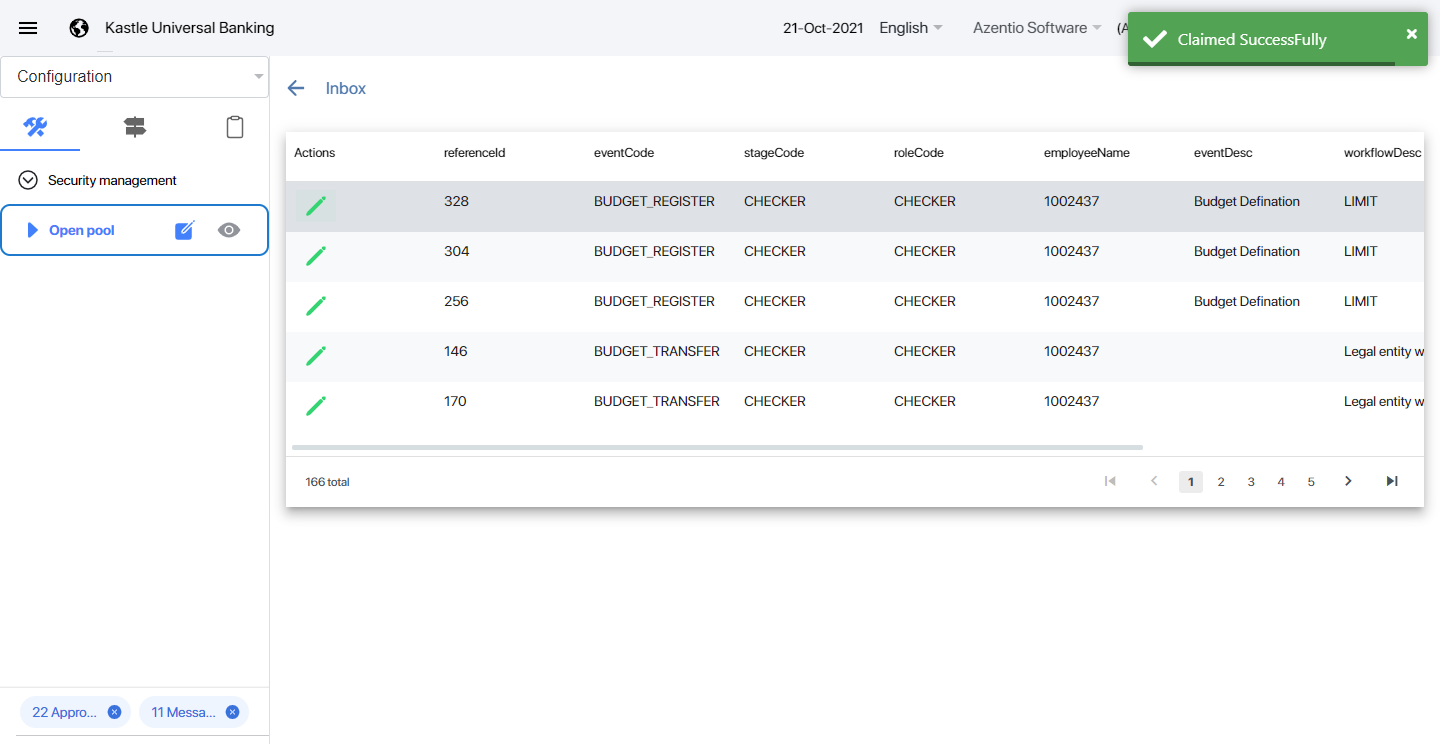 Kastle Universal Banking
21-Oct-2021 English Azentio Software (A
Claimed SuccessFully
Configuration
Inbox
Security management
Open pool
Actions referenceId eventCode stageCode roleCode employeeName eventDesc workflowDesc
328 BUDGET_REGISTER CHECKER CHECKER 1002437 Budget Defination LIMIT
304 BUDGET_REGISTER CHECKER CHECKER 1002437 Budget Defination LIMIT
256 BUDGET_REGISTER CHECKER CHECKER 1002437 Budget Defination LIMIT
146 BUDGET_TRANSFER CHECKER CHECKER 1002437 Legal entity w
170 BUDGET_TRANSFER CHECKER CHECKER 1002437 Legal entity w
166 total 1 2 3 4 5
22 Appro... 11 Messa...